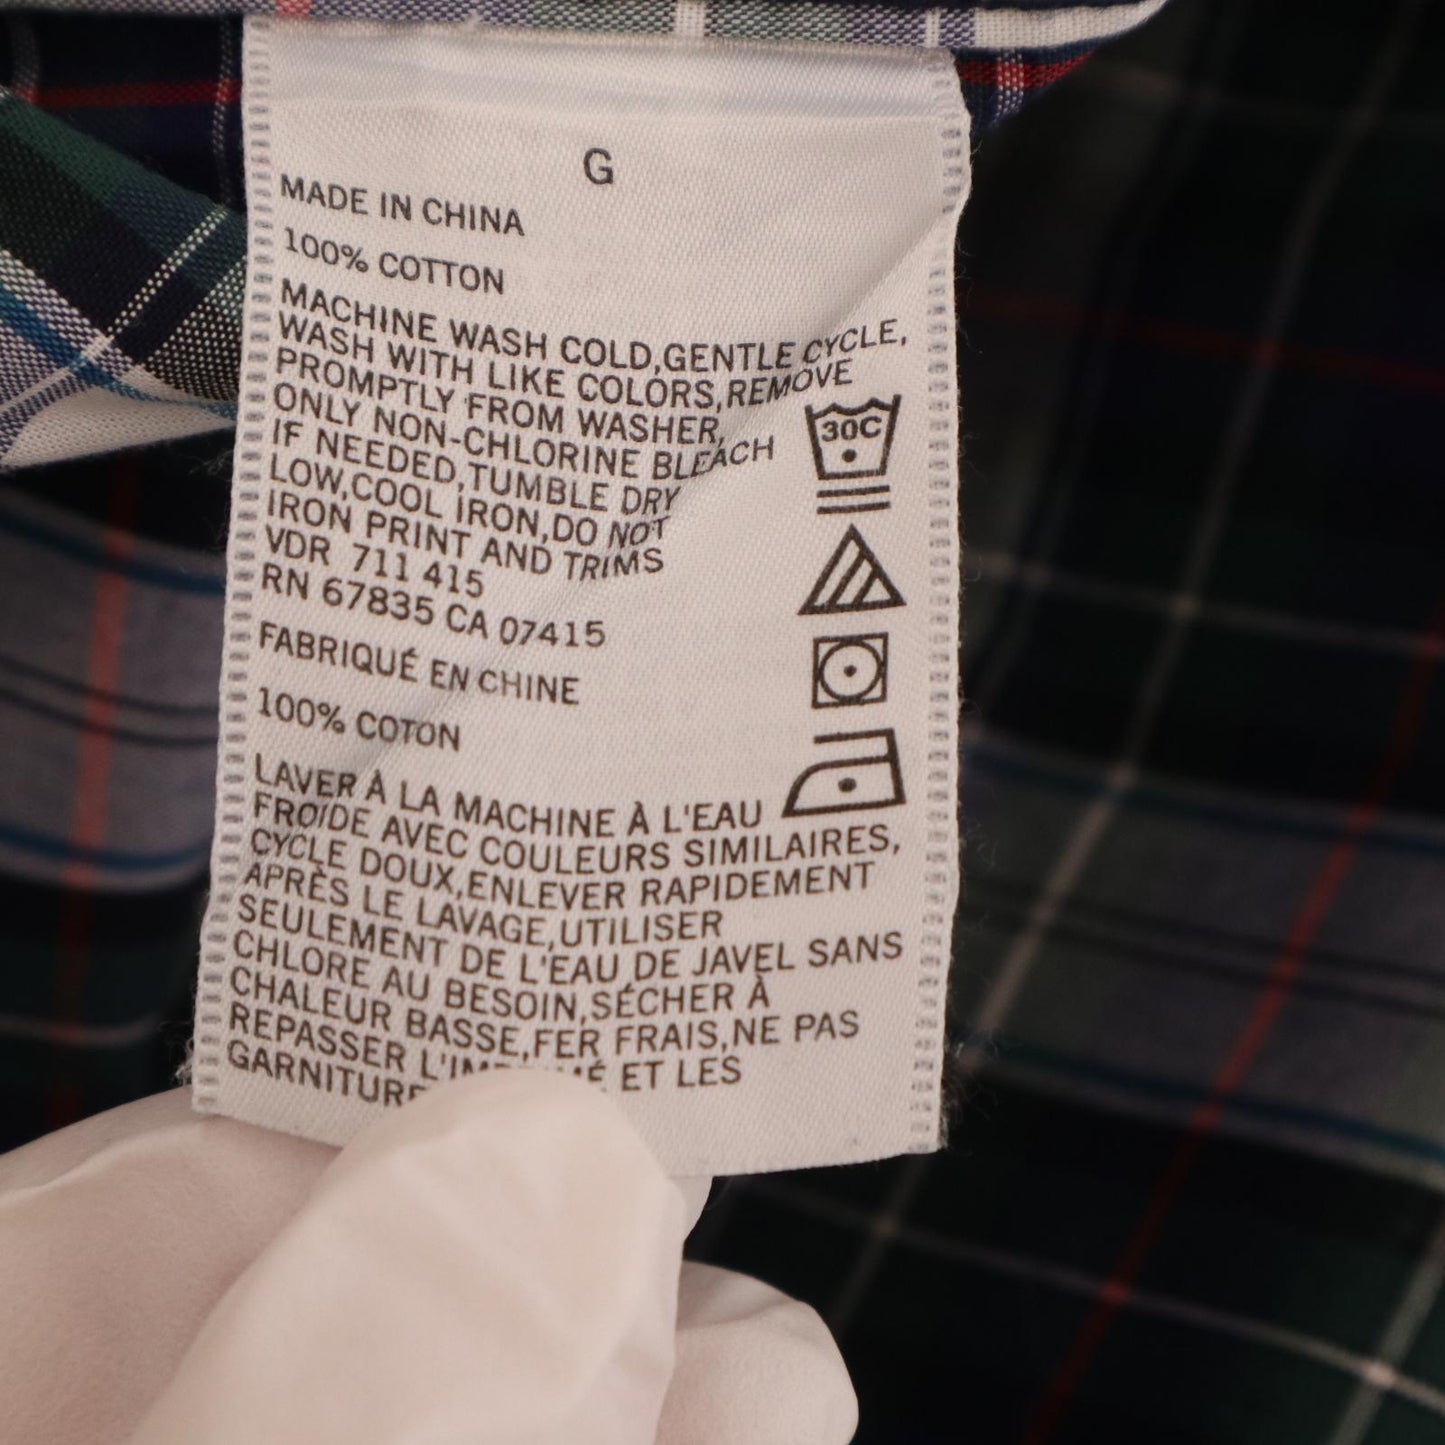 G
MADE IN CHINA
100% COTTON
MACHINE WASH COLD,GENTLE CYCLE,
WASH WITH LIKE COLORS,REMOVE
PROMPTLY FROM WASHER,
ONLY NON-CHLORINE BLEACH
IF NEEDED,TUMBLE DRY
LOW,COOL IRON,DO NOT
IRON PRINT AND TRIMS
VDR 711 415
RN 67835 CA 07415
30C
FABRIQUÉ EN CHINE
100% COTON
LAVER À LA MACHINE À L'EAU
FROIDE AVEC COULEURS SIMILAIRES,
CYCLE DOUX,ENLEVER RAPIDEMENT
APRÈS LE LAVAGE,UTILISER
SEULEMENT DE L'EAU DE JAVEL SANS
CHLORE AU BESOIN,SÉCHER À
CHALEUR BASSE,FER FRAIS,NE PAS
REPASSER ET LES